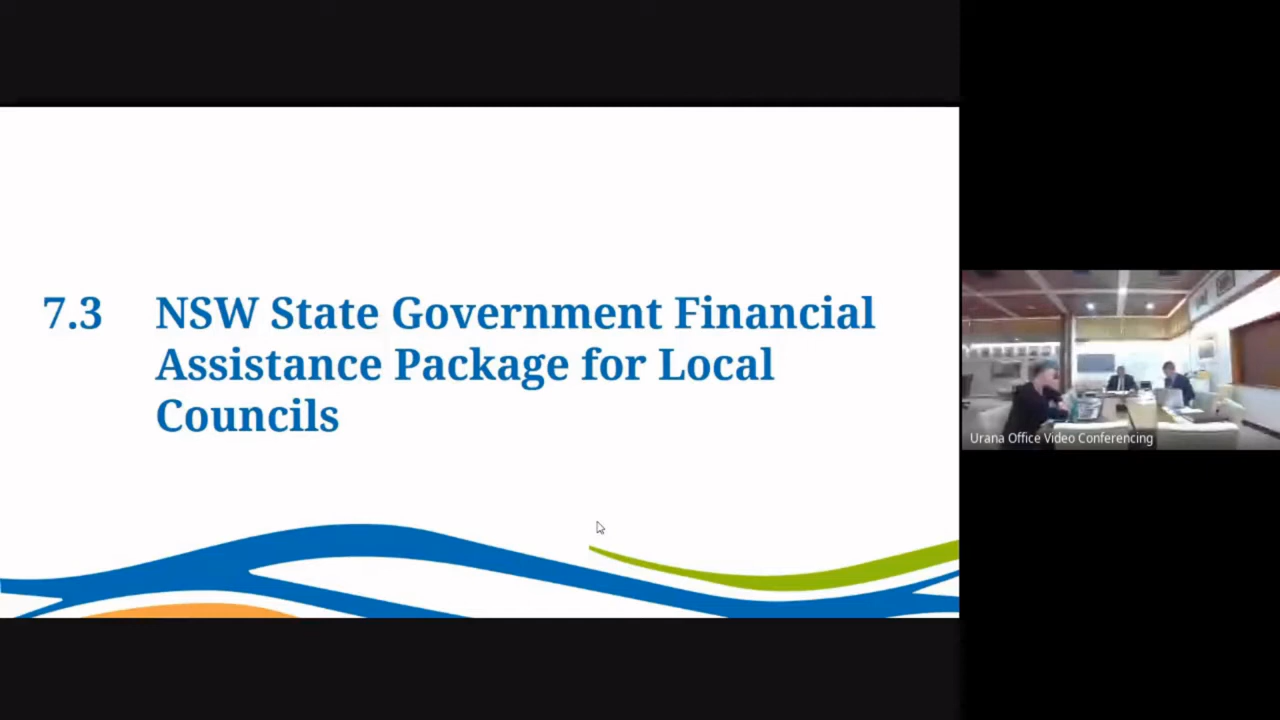 7.3 NSW State Government Financial
Assistance Package for Local
Councils
Urana Office Video Conferencing